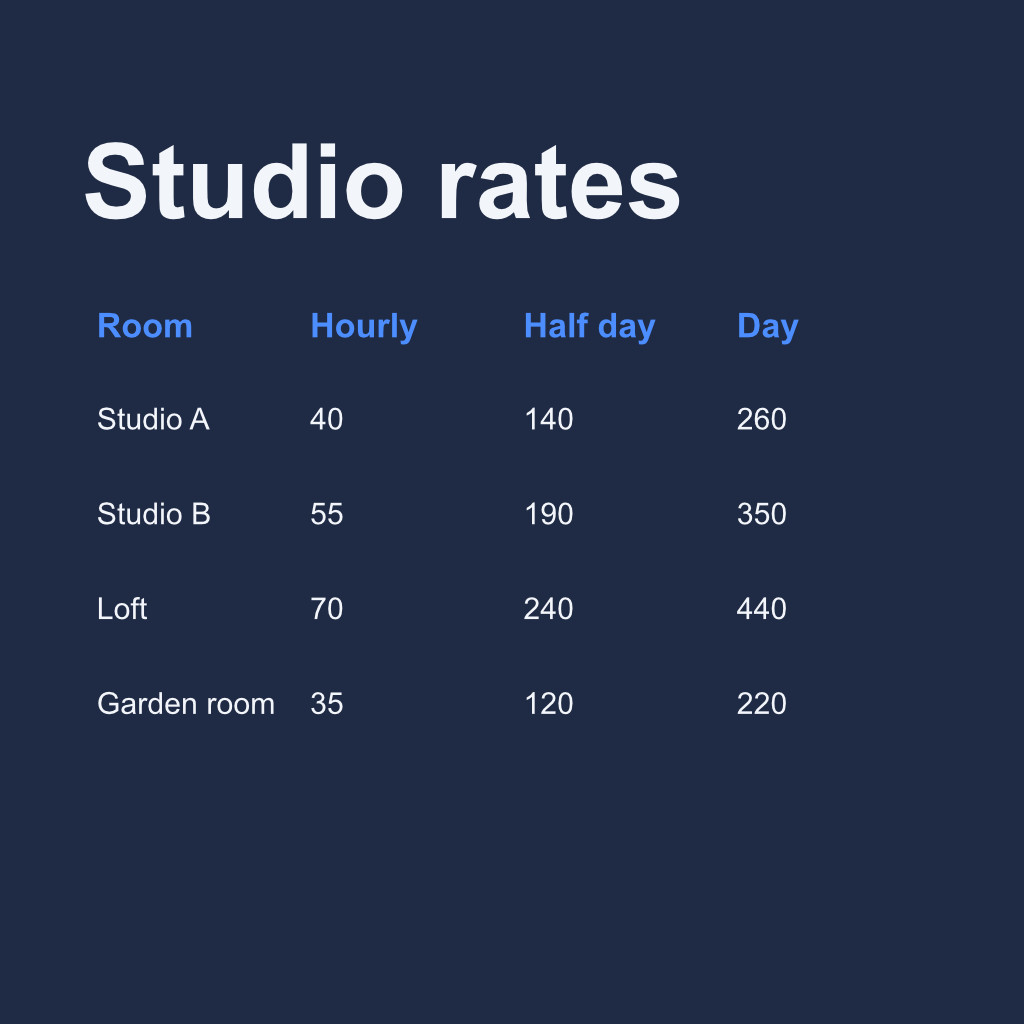 Studio rates
Room Hourly Half day Day
Studio A 40 140 260
Studio B 55 190 350
Loft 70 240 440
Garden room 35 120 220